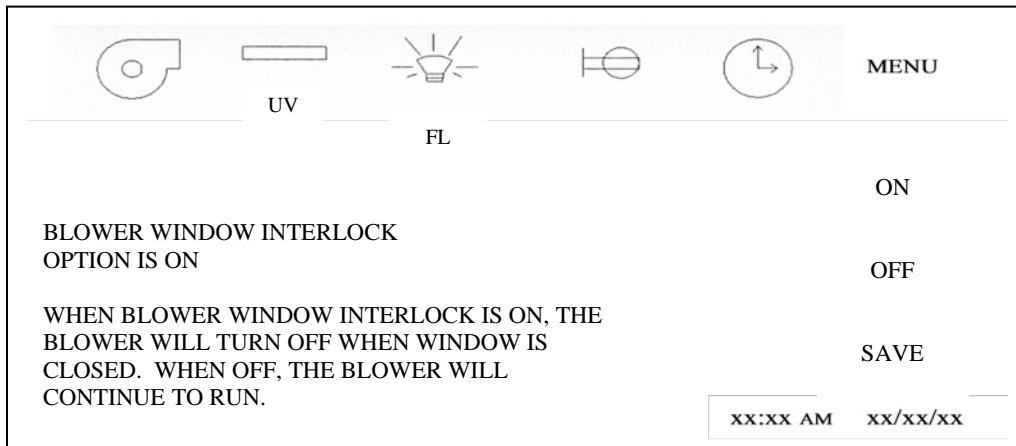 MENU
UV
FL
ON
BLOWER WINDOW INTERLOCK
OPTION IS ON
OFF
WHEN BLOWER WINDOW INTERLOCK IS ON, THE
BLOWER WILL TURN OFF WHEN WINDOW IS
CLOSED. WHEN OFF, THE BLOWER WILL
CONTINUE TO RUN.
SAVE
xx:xx AM xx/xx/xx